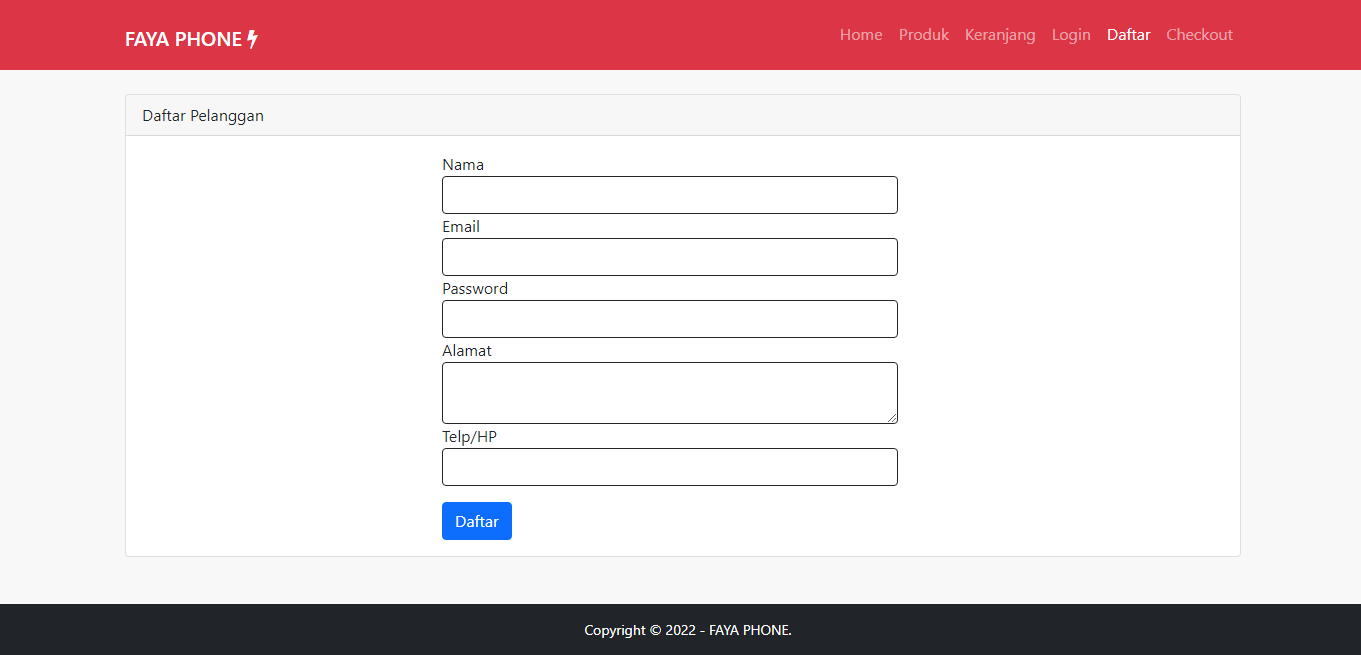 FAYA PHONE
Home Produk Keranjang Login Daftar Checkout
Daftar Pelanggan
Nama
Email
Password
Alamat
Telp/HP
Daftar
Copyright © 2022 - FAYA PHONE.